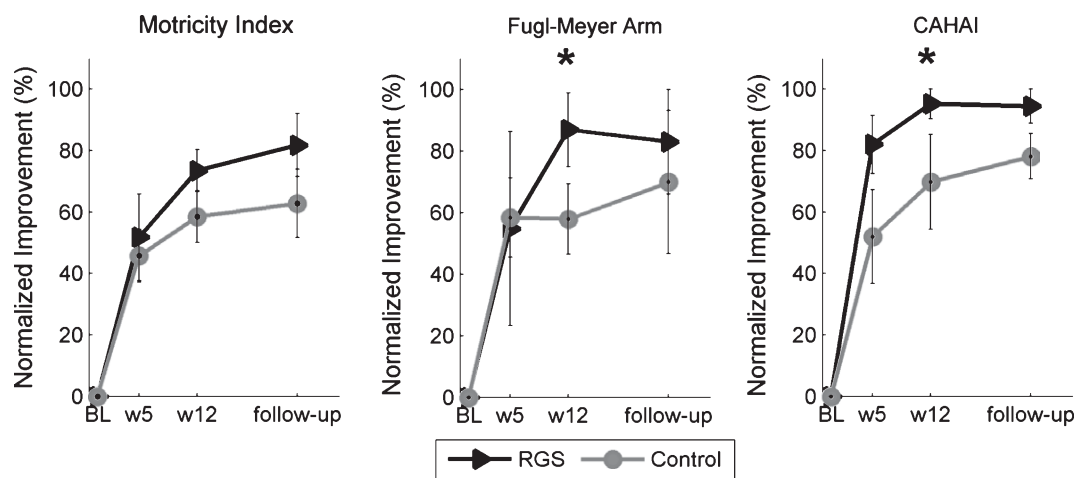 Motricity Index
Normalized Improvement (%)
100
80
60
40
20
0
BL w5 w12 follow-up
Fugl-Meyer Arm
*
Normalized Improvement (%)
100
80
60
40
20
0
BL w5 w12 follow-up
CAHAI
*
Normalized Improvement (%)
100
80
60
40
20
0
BL w5 w12 follow-up
RGS Control